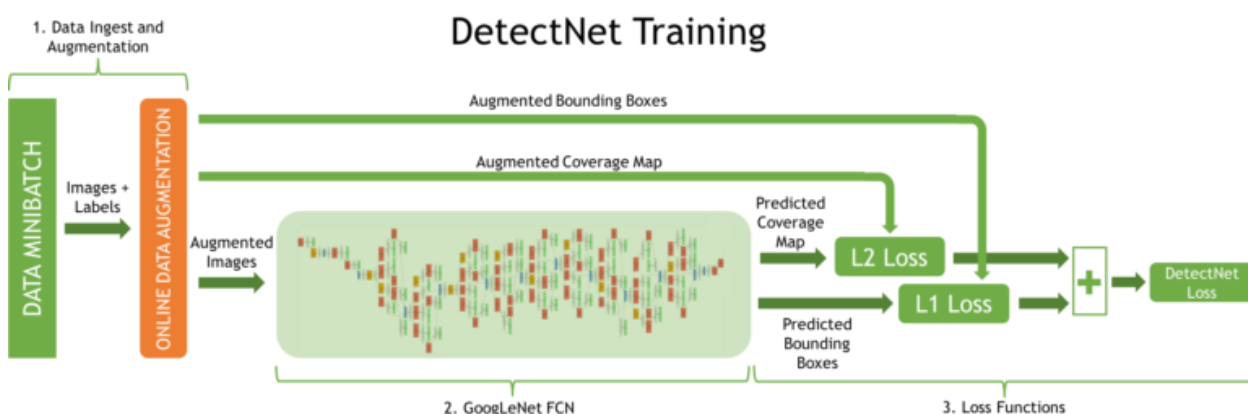 DetectNet Training
1. Data Ingest and
Augmentation
DATA MINIBATCH
Images +
Labels
ONLINE DATA AUGMENTATION
Augmented Bounding Boxes
Augmented Coverage Map
Augmented
Images
Predicted
Coverage
Map
L2 Loss
L1 Loss
Predicted
Bounding
Boxes
+
DetectNet
Loss
2. GoogLeNet FCN
3. Loss Functions